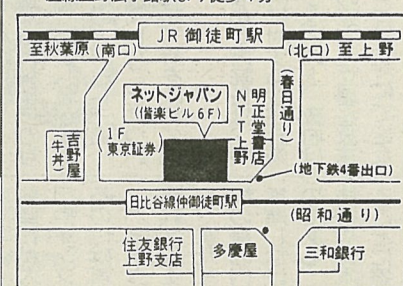 JR御徒町駅
至秋葉原(南口)
(北口)至上野
(春日通り)
ネットジャパン
(偕楽ビル6F)
明正堂書店
NTT上野
1F
東京証券
吉野屋
(牛丼)
(地下鉄4番出口)
日比谷線仲御徒町駅
(昭和通り)
住友銀行
上野支店
多慶屋
三和銀行